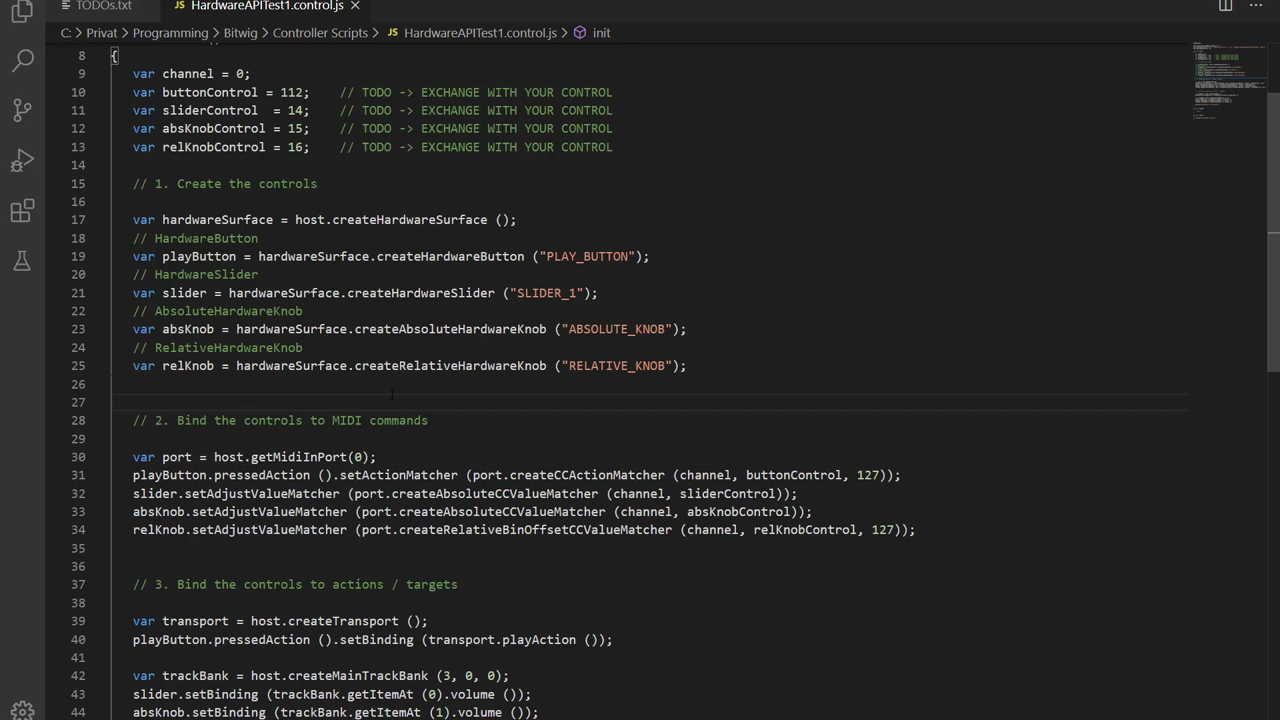 TODOs.txt
JS HardwareAPITest1.control.js
C: > Privat > Programming > Bitwig > Controller Scripts > JS HardwareAPITest1.control.js > init
8 {
9 var channel = 0;
10 var buttonControl = 112; // TODO -> EXCHANGE WITH YOUR CONTROL
11 var sliderControl = 14; // TODO -> EXCHANGE WITH YOUR CONTROL
12 var absKnobControl = 15; // TODO -> EXCHANGE WITH YOUR CONTROL
13 var relKnobControl = 16; // TODO -> EXCHANGE WITH YOUR CONTROL
14
15 // 1. Create the controls
16
17 var hardwareSurface = host.createHardwareSurface ();
18 // HardwareButton
19 var playButton = hardwareSurface.createHardwareButton ("PLAY_BUTTON");
20 // HardwareSlider
21 var slider = hardwareSurface.createHardwareSlider ("SLIDER_1");
22 // AbsoluteHardwareKnob
23 var absKnob = hardwareSurface.createAbsoluteHardwareKnob ("ABSOLUTE_KNOB");
24 // RelativeHardwareKnob
25 var relKnob = hardwareSurface.createRelativeHardwareKnob ("RELATIVE_KNOB");
26
27
28 // 2. Bind the controls to MIDI commands
29
30 var port = host.getMidiInPort(0);
31 playButton.pressedAction ().setActionMatcher (port.createCCActionMatcher (channel, buttonControl, 127));
32 slider.setAdjustValueMatcher (port.createAbsoluteCCValueMatcher (channel, sliderControl));
33 absKnob.setAdjustValueMatcher (port.createAbsoluteCCValueMatcher (channel, absKnobControl));
34 relKnob.setAdjustValueMatcher (port.createRelativeBinOffsetCCValueMatcher (channel, relKnobControl, 127));
35
36
37 // 3. Bind the controls to actions / targets
38
39 var transport = host.createTransport ();
40 playButton.pressedAction ().setBinding (transport.playAction ());
41
42 var trackBank = host.createMainTrackBank (3, 0, 0);
43 slider.setBinding (trackBank.getItemAt (0).volume ());
44 absKnob.setBinding (trackBank.getItemAt (1).volume ());